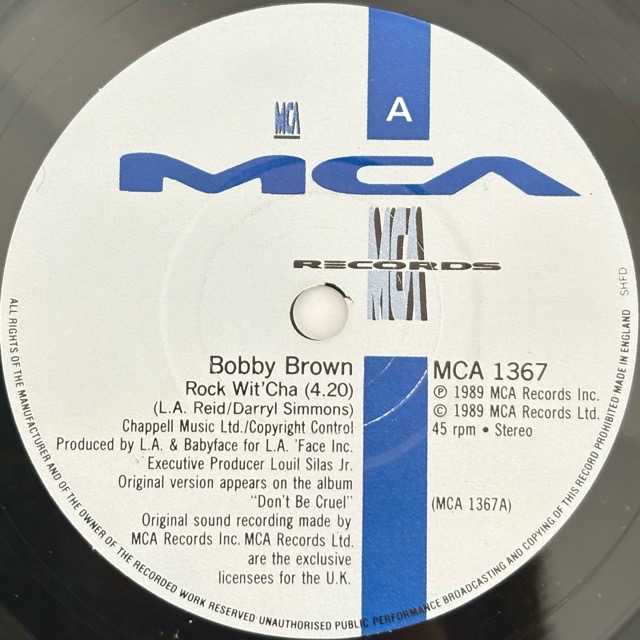 A
MCA
MCA
MCA
RECORDS
SHFD
Bobby Brown
Rock Wit'Cha (4.20)
(L.A. Reid/Darryl Simmons)
Chappell Music Ltd./Copyright Control
Produced by L.A. & Babyface for L.A. 'Face Inc.
Executive Producer Louil Silas Jr.
Original version appears on the album
"Don't Be Cruel"
Original sound recording made by
MCA Records Inc. MCA Records Ltd.
are the exclusive
licensees for the U.K.
MCA 1367
℗ 1989 MCA Records Inc.
© 1989 MCA Records Ltd.
45 rpm • Stereo
(MCA 1367A)
ALL RIGHTS OF THE MANUFACTURER AND OF THE OWNER OF THE RECORDED WORK RESERVED UNAUTHORISED PUBLIC PERFORMANCE BROADCASTING AND COPYING OF THIS RECORD PROHIBITED MADE IN ENGLAND